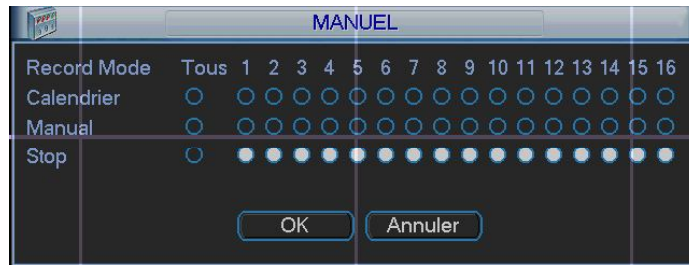 MANUEL
Record Mode Tous 1 2 3 4 5 6 7 8 9 10 11 12 13 14 15 16
Calendrier
Manual
Stop
OK Annuler